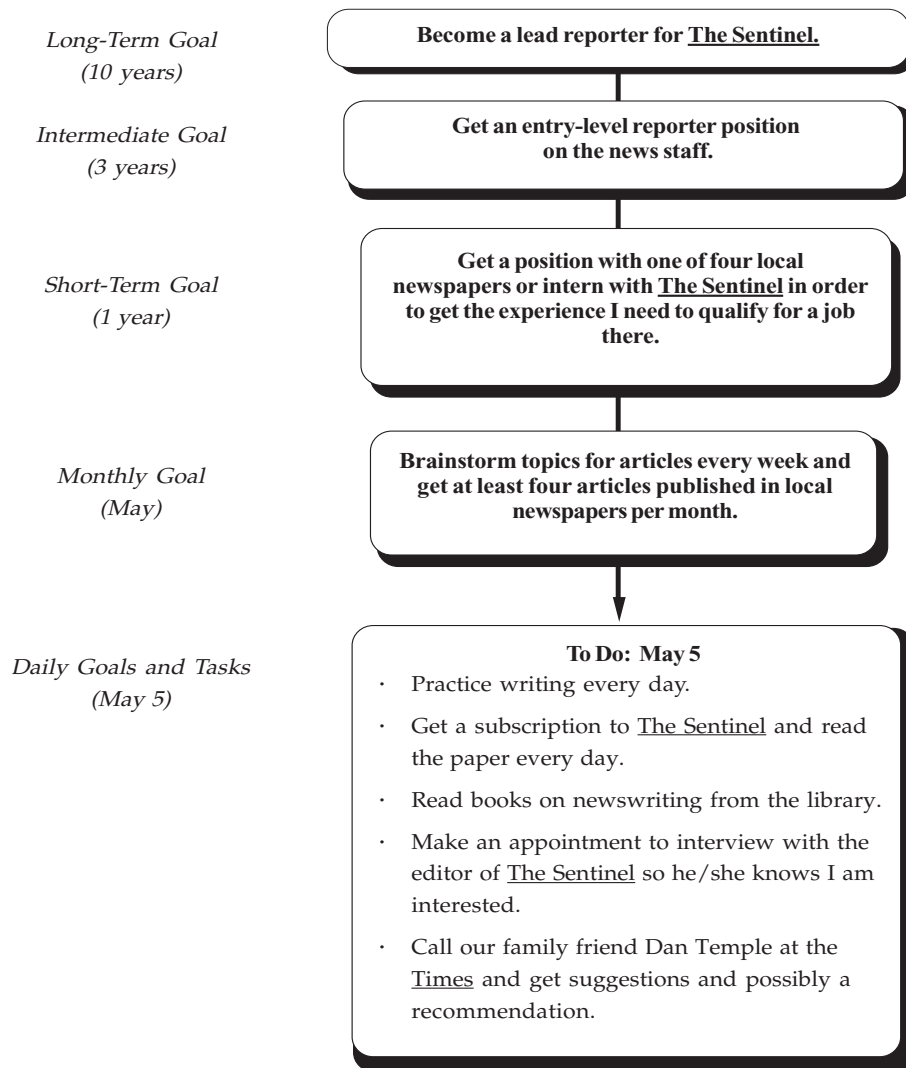 Long-Term Goal
(10 years)
Become a lead reporter for The Sentinel.
Intermediate Goal
(3 years)
Get an entry-level reporter position
on the news staff.
Short-Term Goal
(1 year)
Get a position with one of four local
newspapers or intern with The Sentinel in order
to get the experience I need to qualify for a job
there.
Monthly Goal
(May)
Brainstorm topics for articles every week and
get at least four articles published in local
newspapers per month.
Daily Goals and Tasks
(May 5)
To Do: May 5
· Practice writing every day.
· Get a subscription to The Sentinel and read
the paper every day.
· Read books on newswriting from the library.
· Make an appointment to interview with the
editor of The Sentinel so he/she knows I am
interested.
· Call our family friend Dan Temple at the
Times and get suggestions and possibly a
recommendation.